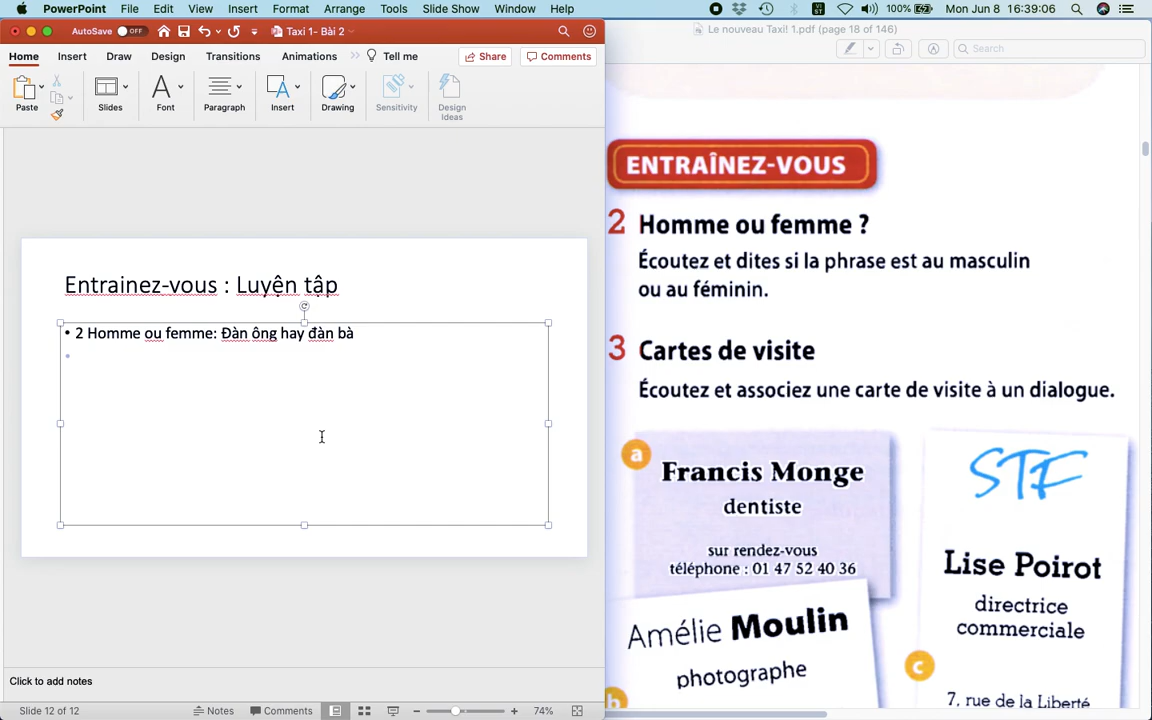 PowerPoint File Edit View Insert Format Arrange Tools Slide Show Window Help
100% Mon Jun 8 16:39:06
AutoSave OFF Taxi 1- Bài 2
Home Insert Draw Design Transitions Animations Tell me Share Comments
Paste Slides Font Paragraph Insert Drawing Sensitivity Design
Ideas
Entrainez-vous : Luyện tập
• 2 Homme ou femme: Đàn ông hay đàn bà
•
Click to add notes
Slide 12 of 12 Notes Comments 74%
Le nouveau Taxi! 1.pdf (page 18 of 146)
Search
ENTRAÎNEZ-VOUS
2 Homme ou femme ?
Écoutez et dites si la phrase est au masculin
ou au féminin.
3 Cartes de visite
Écoutez et associez une carte de visite à un dialogue.
a
Francis Monge
dentiste
sur rendez-vous
téléphone : 01 47 52 40 36
b
Amélie Moulin
photographe
STF
Lise Poirot
directrice
commerciale
c
7, rue de la Liberté